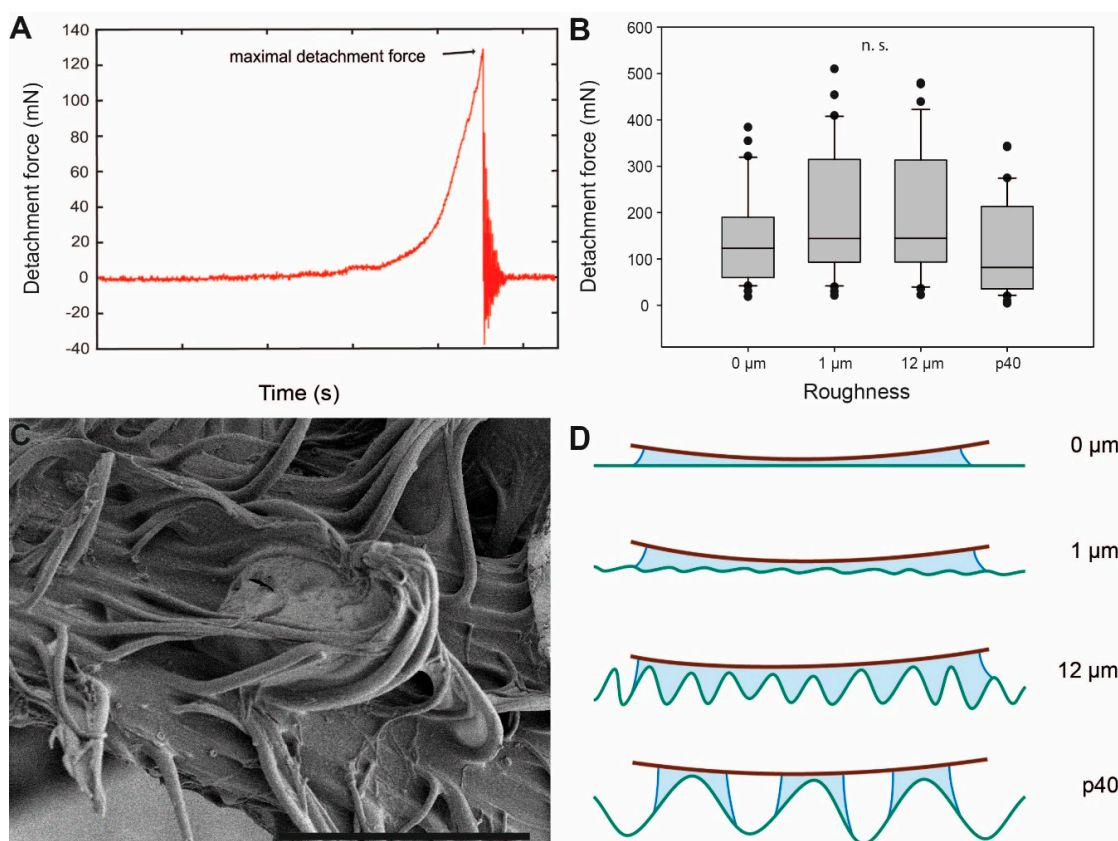 A
Detachment force (mN)
140
120
100
80
60
40
20
0
-20
-40
maximal detachment force
Time (s)
B
Detachment force (mN)
600
500
400
300
200
100
0
n. s.
0 μm
1 μm
12 μm
p40
Roughness
C
D
0 μm
1 μm
12 μm
p40